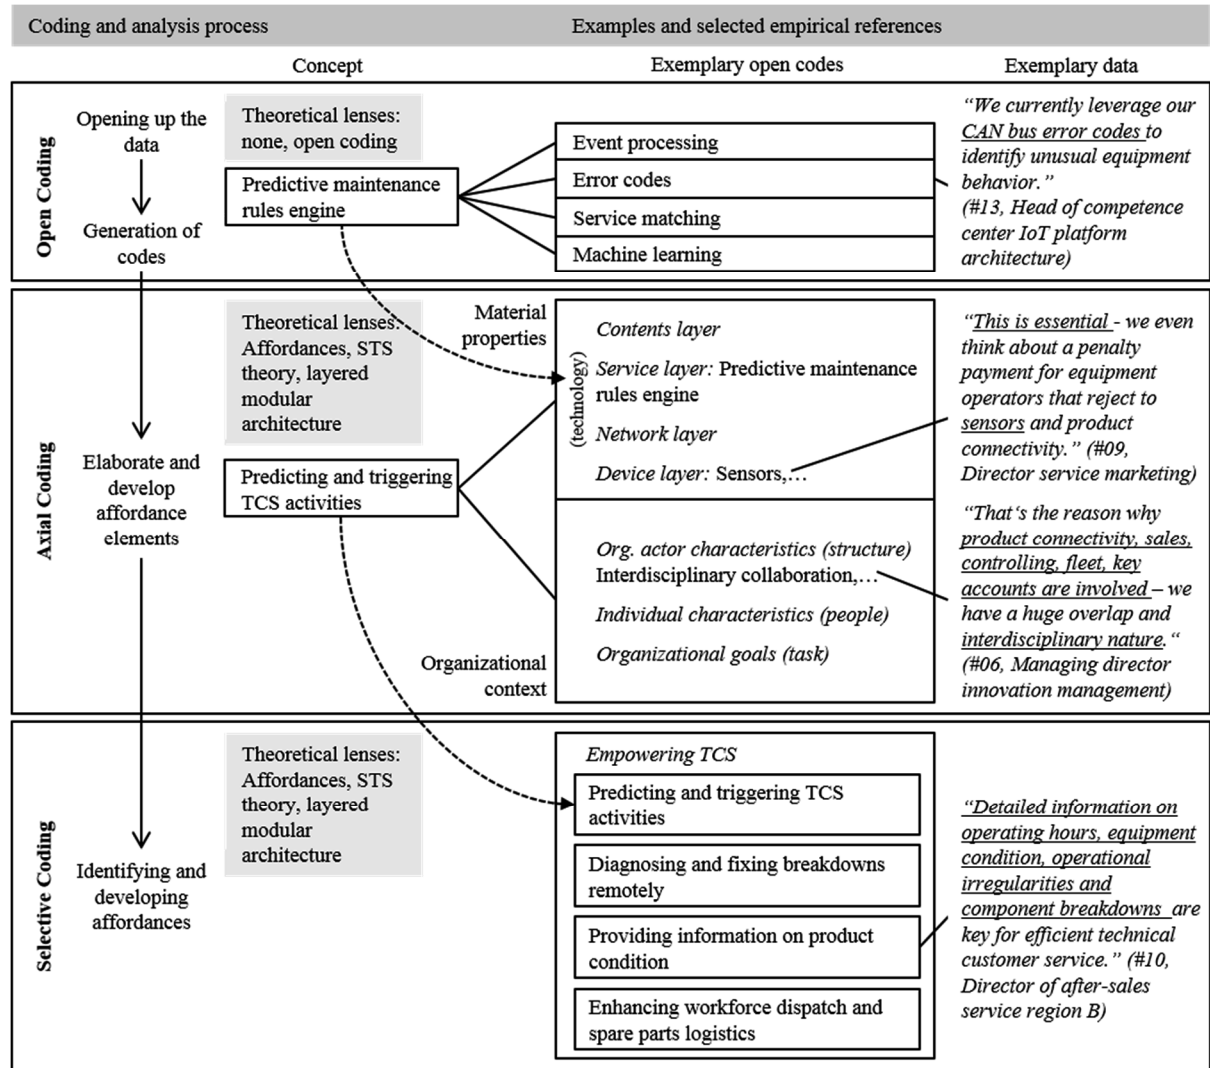 Coding and analysis process
Examples and selected empirical references
Concept
Exemplary open codes
Exemplary data
Open Coding
Opening up the
data
Generation of
codes
Theoretical lenses:
none, open coding
Predictive maintenance
rules engine
Event processing
Error codes
Service matching
Machine learning
“We currently leverage our
CAN bus error codes to
identify unusual equipment
behavior.”
(#13, Head of competence
center IoT platform
architecture)
Axial Coding
Elaborate and
develop
affordance
elements
Theoretical lenses:
Affordances, STS
theory, layered
modular
architecture
Predicting and triggering
TCS activities
Material
properties
(technology)
Contents layer
Service layer: Predictive maintenance
rules engine
Network layer
Device layer: Sensors,…
Organizational
context
Org. actor characteristics (structure)
Interdisciplinary collaboration,…
Individual characteristics (people)
Organizational goals (task)
“This is essential - we even
think about a penalty
payment for equipment
operators that reject to
sensors and product
connectivity.” (#09,
Director service marketing)
“That‘s the reason why
product connectivity, sales,
controlling, fleet, key
accounts are involved – we
have a huge overlap and
interdisciplinary nature.“
(#06, Managing director
innovation management)
Selective Coding
Identifying and
developing
affordances
Theoretical lenses:
Affordances, STS
theory, layered
modular
architecture
Empowering TCS
Predicting and triggering TCS
activities
Diagnosing and fixing breakdowns
remotely
Providing information on product
condition
Enhancing workforce dispatch and
spare parts logistics
“Detailed information on
operating hours, equipment
condition, operational
irregularities and
component breakdowns are
key for efficient technical
customer service.” (#10,
Director of after-sales
service region B)